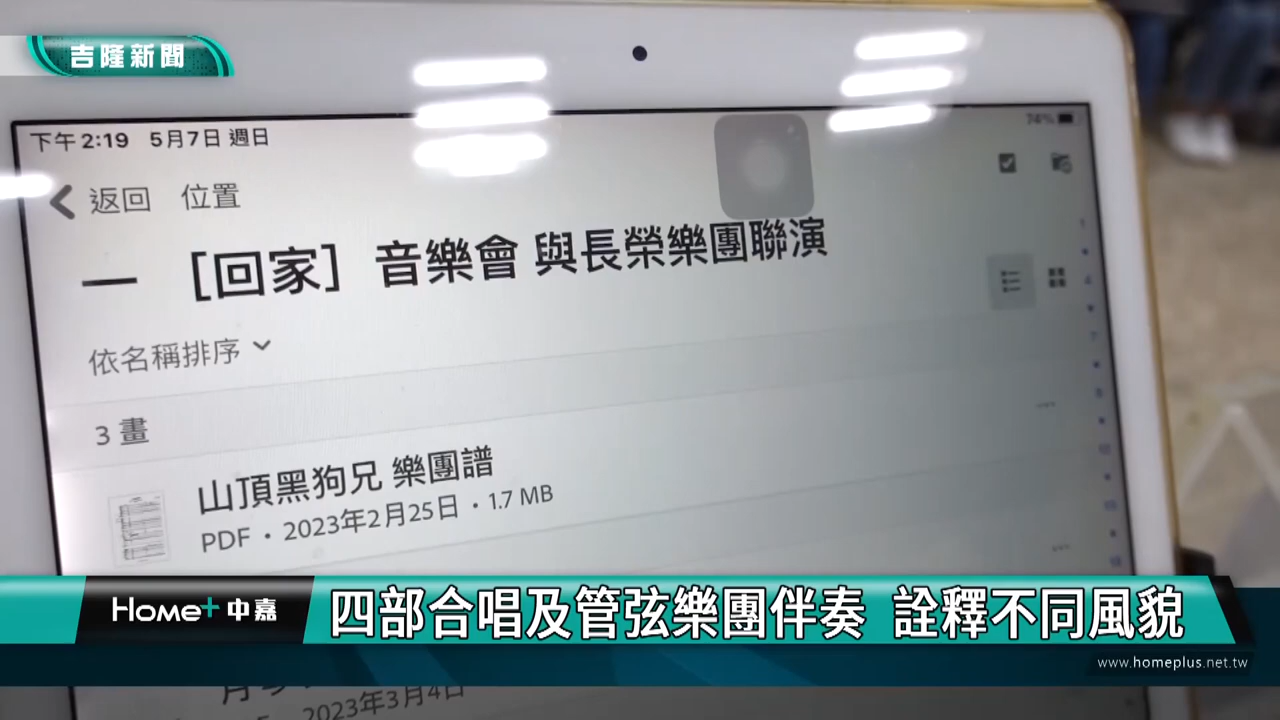 吉隆新聞
下午2:19 5月7日 週日
74%
返回 位置
一 [回家] 音樂會 與長榮樂團聯演
依名稱排序
3 畫
山頂黑狗兄 樂團譜
PDF・2023年2月25日・1.7 MB
Home+中嘉
四部合唱及管弦樂團伴奏 詮釋不同風貌
www.homeplus.net.tw
2023年3月4日